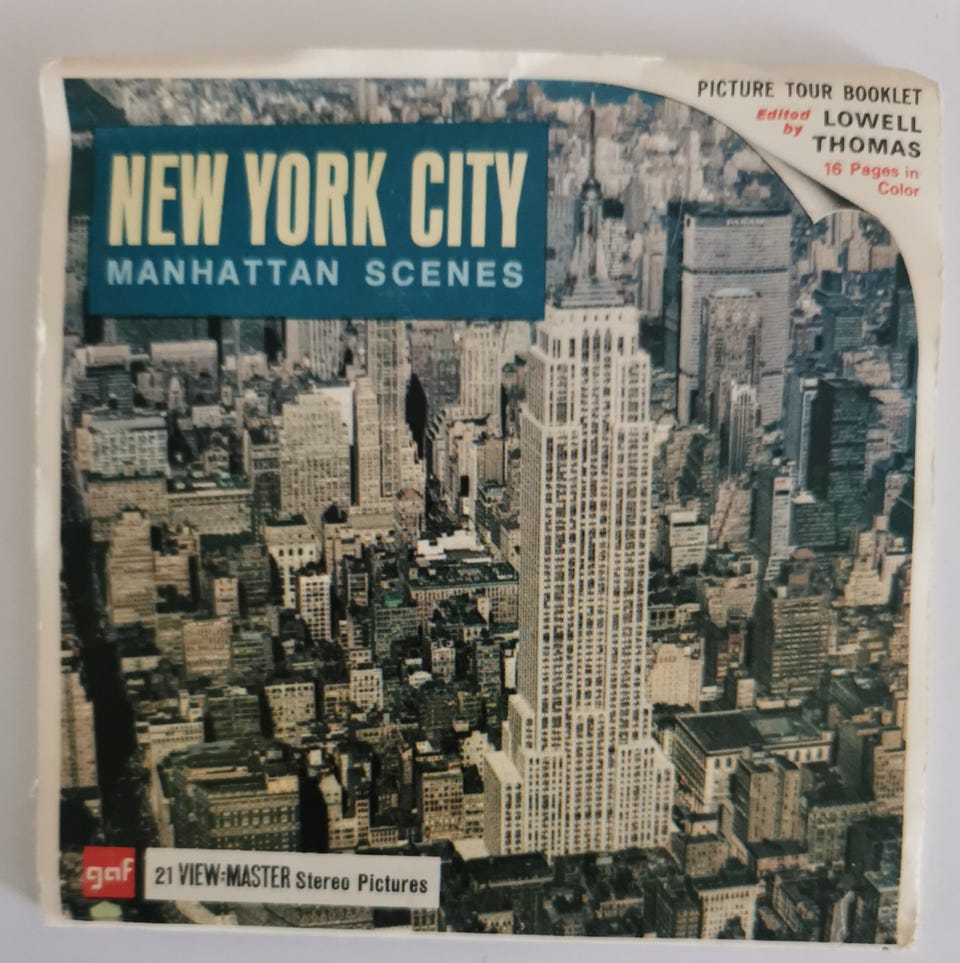 PICTURE TOUR BOOKLET
Edited by LOWELL THOMAS
16 Pages in
Color
NEW YORK CITY
MANHATTAN SCENES
gaf
21 VIEW-MASTER Stereo Pictures